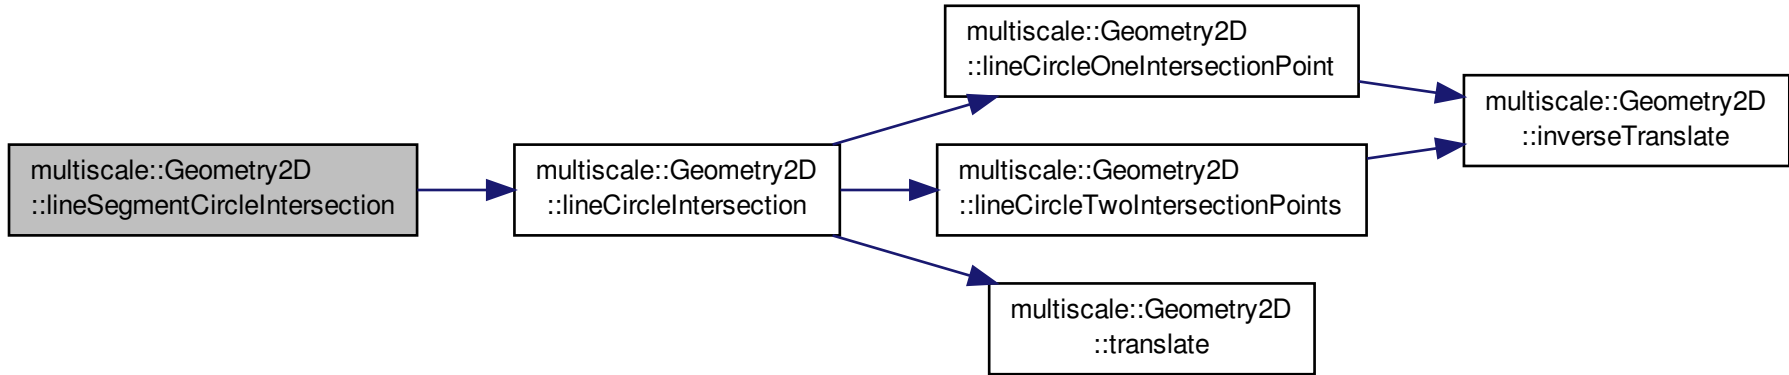 multiscale::Geometry2D
::lineSegmentCircleIntersection
multiscale::Geometry2D
::lineCircleIntersection
multiscale::Geometry2D
::lineCircleOneIntersectionPoint
multiscale::Geometry2D
::lineCircleTwoIntersectionPoints
multiscale::Geometry2D
::translate
multiscale::Geometry2D
::inverseTranslate